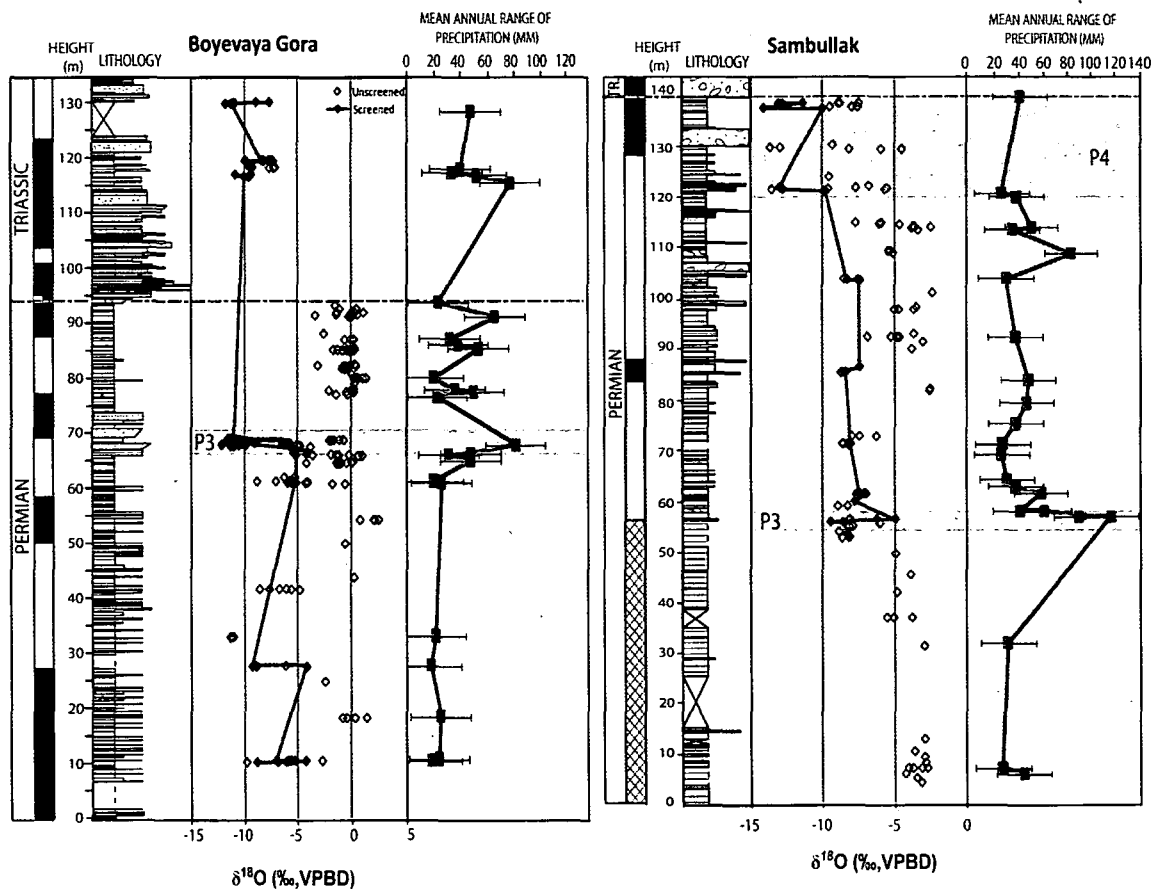 Boyevaya Gora
MEAN ANNUAL RANGE OF
PRECIPITATION (MM)
HEIGHT
(m) LITHOLOGY
0 20 40 60 80 100 120
Unscreened
Screened
TRIASSIC
PERMIAN
130
120
110
100
90
80
70
60
50
40
30
20
10
0
P3
-15 -10 -5 0 5
δ¹⁸O (‰,VPBD)
Sambullak
MEAN ANNUAL RANGE OF
PRECIPITATION (MM)
HEIGHT
(m) LITHOLOGY
20 40 60 80 100 120 140
TR.
PERMIAN
140
130
120
110
100
90
80
70
60
50
40
30
20
10
0
P4
P3
-15 -10 -5 0
δ¹⁸O (‰,VPBD)